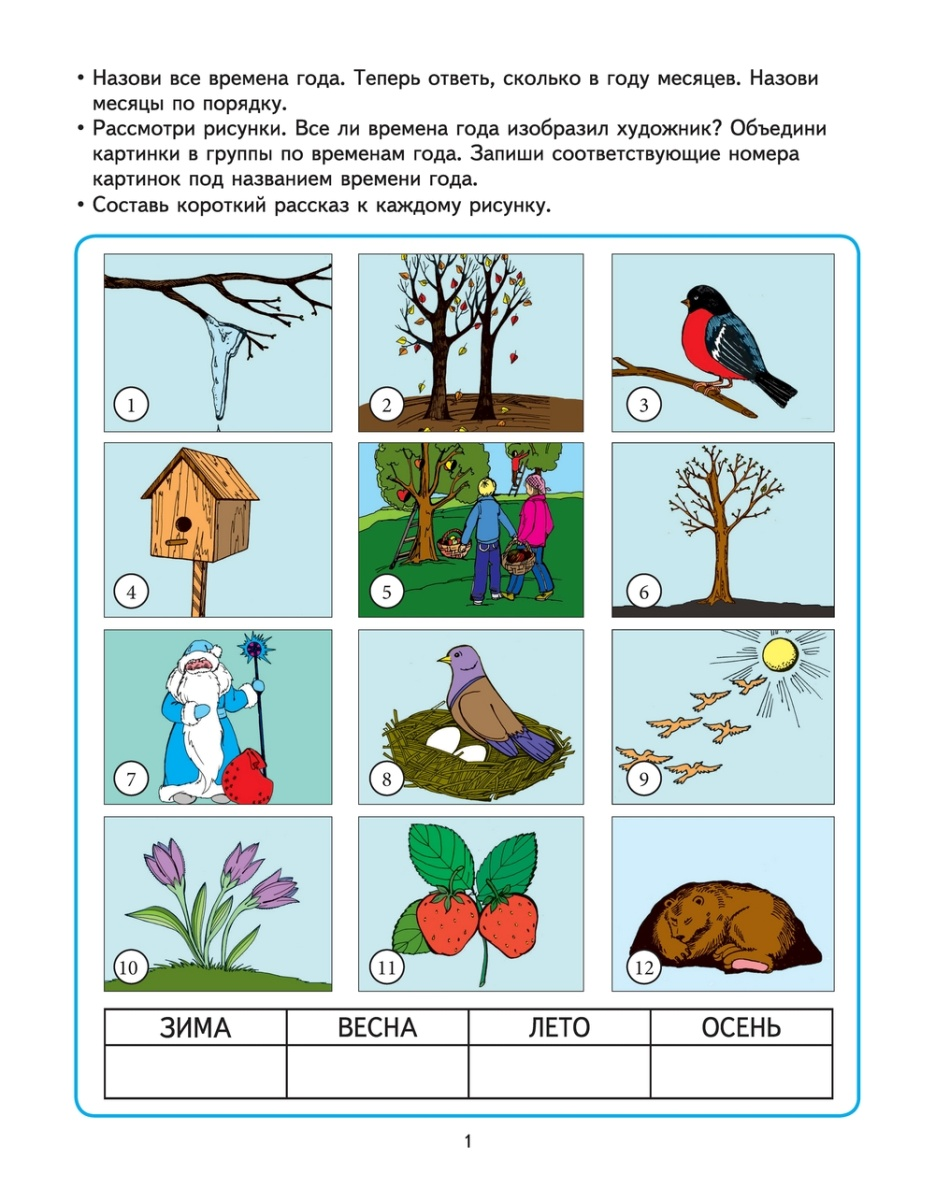 • Назови все времена года. Теперь ответь, сколько в году месяцев. Назови
месяцы по порядку.
• Рассмотри рисунки. Все ли времена года изобразил художник? Объедини
картинки в группы по временам года. Запиши соответствующие номера
картинок под названием времени года.
• Составь короткий рассказ к каждому рисунку.
1
2
3
4
5
6
7
8
9
10
11
12
ЗИМА
ВЕСНА
ЛЕТО
ОСЕНЬ
1